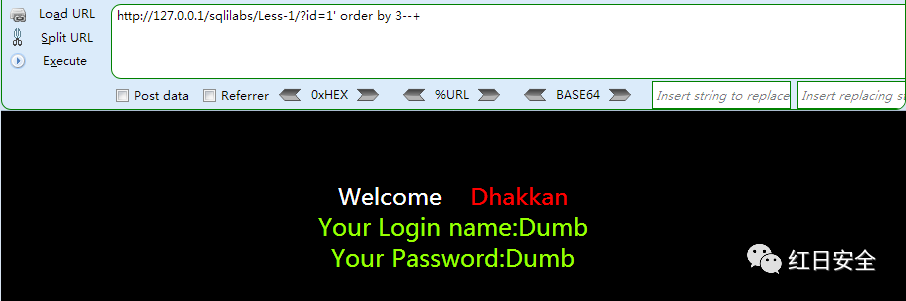 Load URL
http://127.0.0.1/sqlilabs/Less-1/?id=1' order by 3--+
Split URL
Execute
Post data Referrer 0xHEX %URL BASE64 Insert string to replace Insert replacing st
Welcome Dhakkan
Your Login name:Dumb
Your Password:Dumb
红日安全